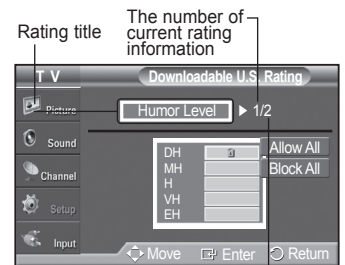 Rating title
The number of
current rating
information
T V
Downloadable U.S. Rating
Picture
Humor Level ▶ 1/2
Sound
DH
Allow All
MH
Block All
Channel
H
VH
Setup
EH
Input
Move Enter Return